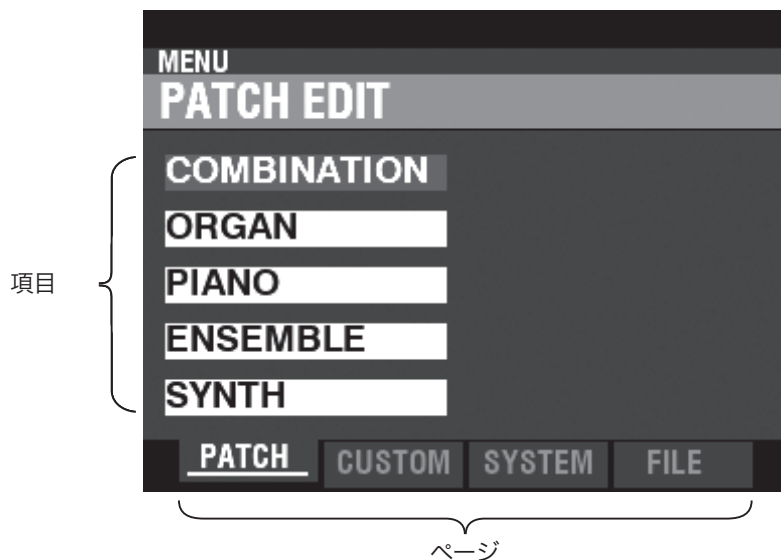 MENU
PATCH EDIT
COMBINATION
ORGAN
項目
PIANO
ENSEMBLE
SYNTH
PATCH CUSTOM SYSTEM FILE
ページ